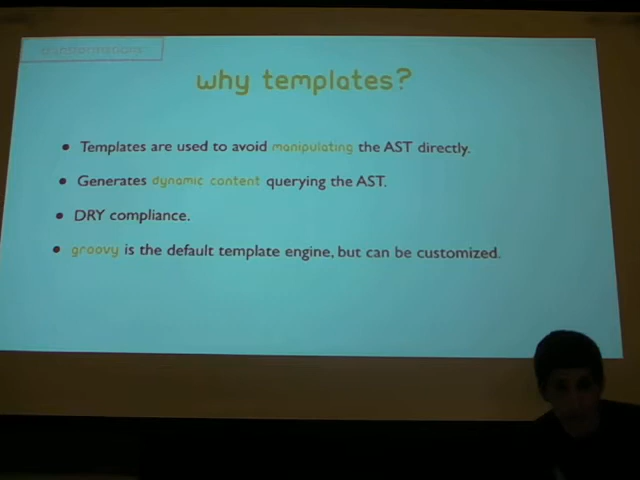 why templates?
• Templates are used to avoid manipulating the AST directly.
• Generates dynamic content querying the AST.
• DRY compliance.
• groovy is the default template engine, but can be customized.